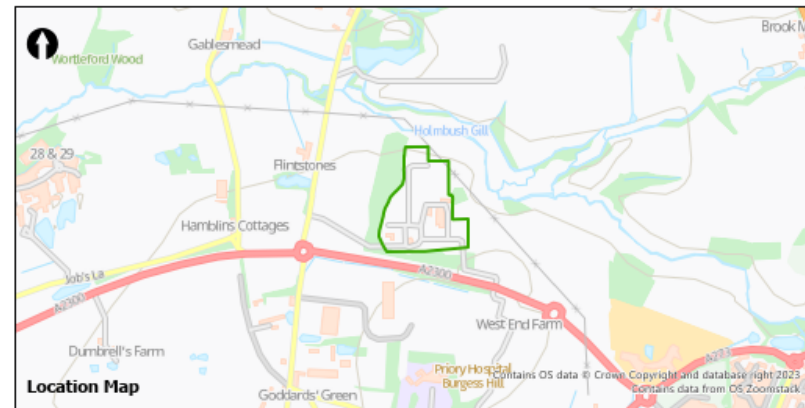 Gablesmead
Brook M
Wortleford Wood
Holmbush Gill
28 & 29
Flintstones
Hamblins Cottages
Job's La
A2300
A2300
West End Farm
Dumbrell's Farm
A273
Priory Hospital
Burgess Hill
Contains OS data © Crown Copyright and database right 2023
Contains data from OS Zoomstack
Location Map
Goddards' Green